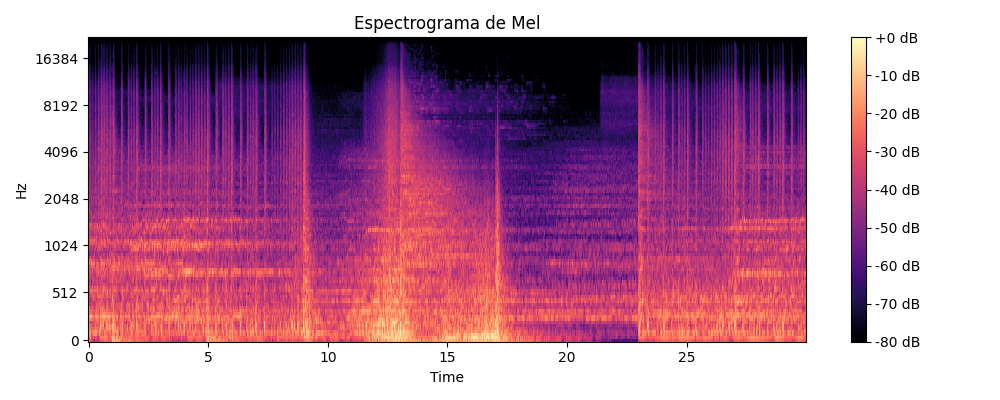 Espectrograma de Mel
16384
8192
4096
2048
1024
512
0
Hz
0 5 10 15 20 25
Time
+0 dB
-10 dB
-20 dB
-30 dB
-40 dB
-50 dB
-60 dB
-70 dB
-80 dB